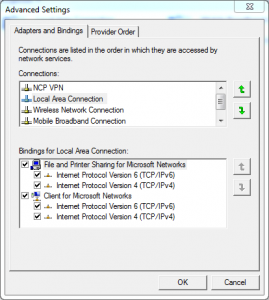 Advanced Settings
Adapters and Bindings
Provider Order
Connections are listed in the order in which they are accessed by
network services.
Connections:
NCP VPN
Local Area Connection
Wireless Network Connection
Mobile Broadband Connection
Bindings for Local Area Connection:
File and Printer Sharing for Microsoft Networks
Internet Protocol Version 6 (TCP/IPv6)
Internet Protocol Version 4 (TCP/IPv4)
Client for Microsoft Networks
Internet Protocol Version 6 (TCP/IPv6)
Internet Protocol Version 4 (TCP/IPv4)
OK
Cancel